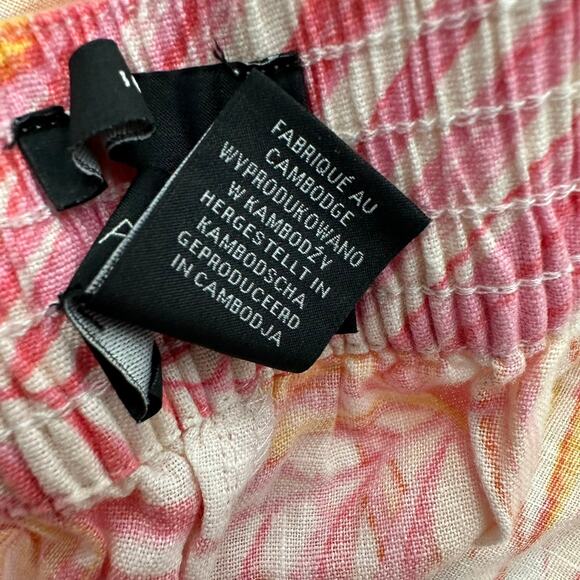 FABRIQUÉ AU
CAMBODGE
WYPRODUKOWANO
W KAMBODŻY
HERGESTELLT IN
KAMBODSCHA
GEPRODUCEERD
IN CAMBODJA